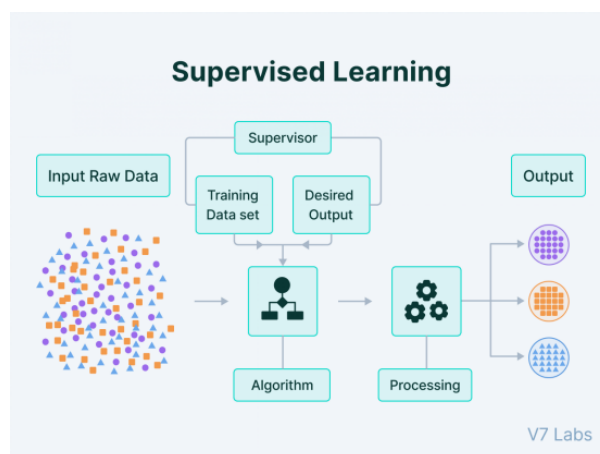 Supervised Learning
Supervisor
Input Raw Data
Training
Data set
Desired
Output
Output
Algorithm
Processing
V7 Labs